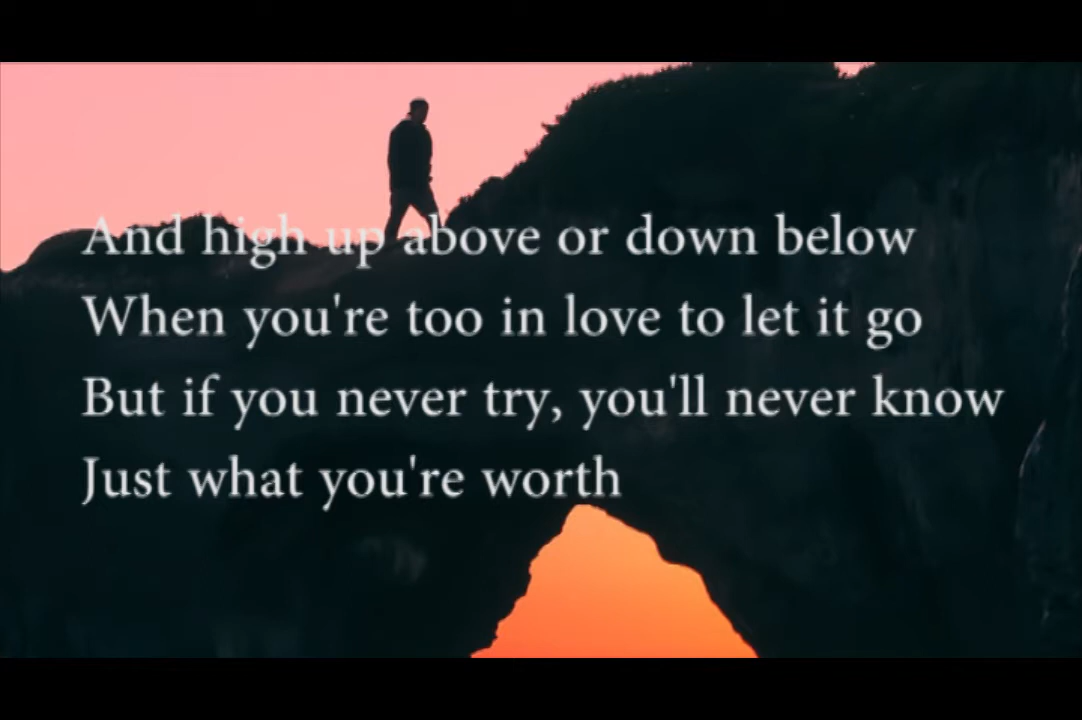 And high up above or down below
When you're too in love to let it go
But if you never try, you'll never know
Just what you're worth